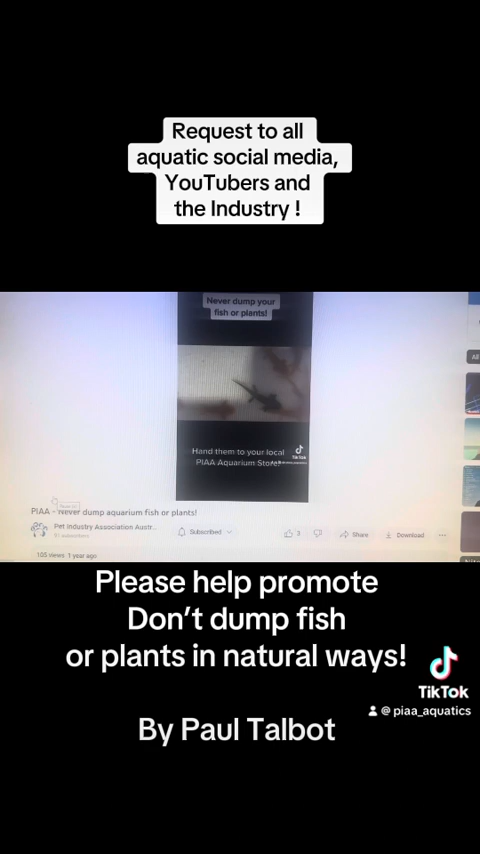 Request to all
aquatic social media,
YouTubers and
the Industry !
Never dump your
fish or plants!
Hand them to your local
PIAA Aquarium Store!
TikTok
All
PIAA - Never dump aquarium fish or plants!
Pet Industry Association Austr...
Subscribed
3
Share
Download
...
105 views 1 year ago
Please help promote
Don't dump fish
or plants in natural ways!
TikTok
@ piaa_aquatics
By Paul Talbot